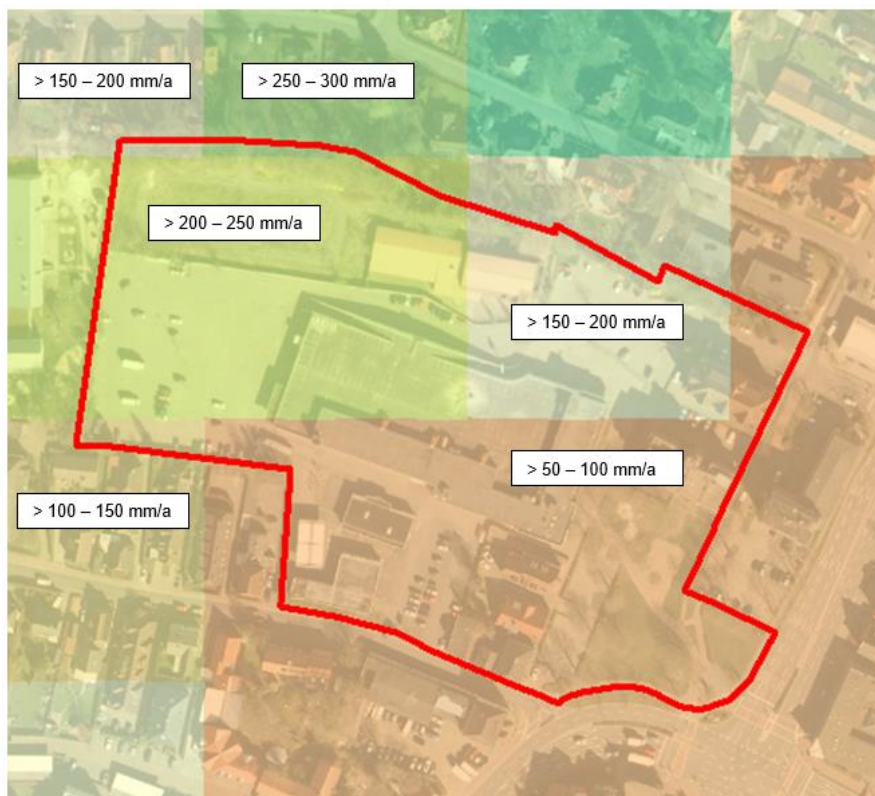 > 150 – 200 mm/a
> 250 – 300 mm/a
> 200 – 250 mm/a
> 150 – 200 mm/a
> 50 – 100 mm/a
> 100 – 150 mm/a